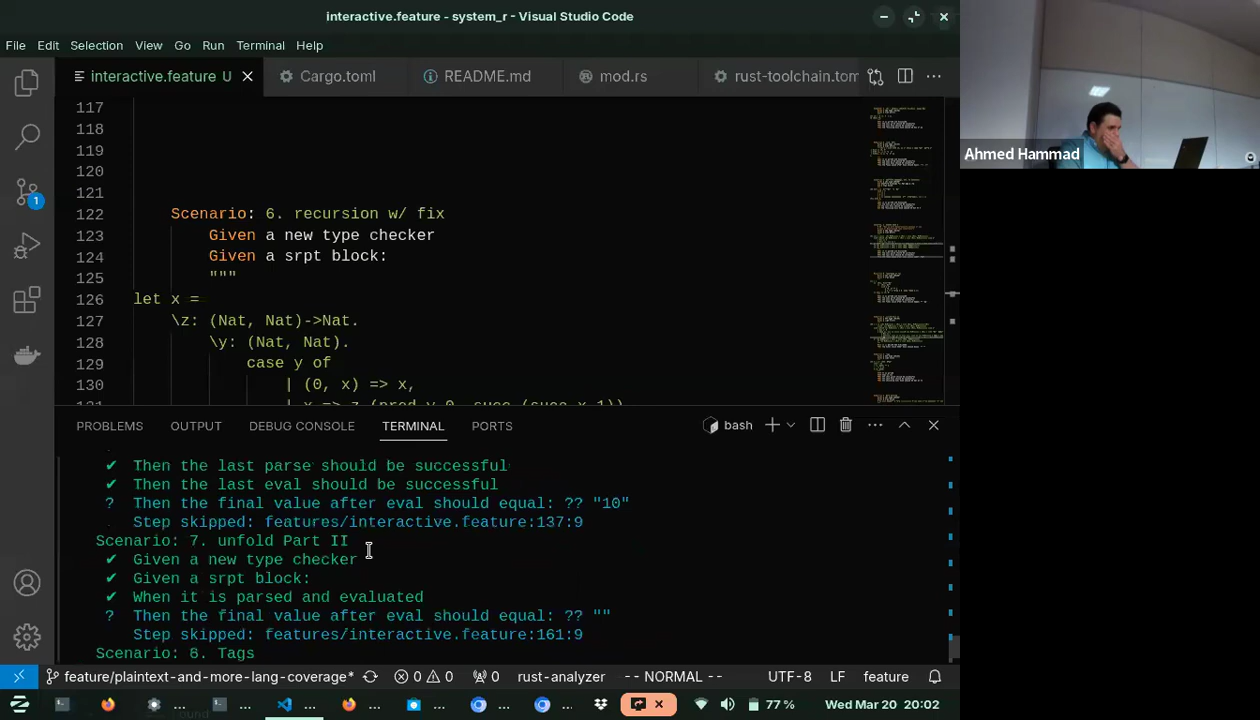 interactive.feature - system_r - Visual Studio Code
File Edit Selection View Go Run Terminal Help
interactive.feature U Cargo.toml README.md mod.rs rust-toolchain.tom
117
118
119
120
121
122 Scenario: 6. recursion w/ fix
123 Given a new type checker
124 Given a srpt block:
125 """
126 let x =
127 \z: (Nat, Nat)->Nat.
128 \y: (Nat, Nat).
129 case y of
130 | (0, x) => x,
131 | x => z (pred y.0, succ (succ x.1))
1
PROBLEMS OUTPUT DEBUG CONSOLE TERMINAL PORTS
bash
✔ Then the last parse should be successful
✔ Then the last eval should be successful
? Then the final value after eval should equal: ?? "10"
Step skipped: features/interactive.feature:137:9
Scenario: 7. unfold Part II
✔ Given a new type checker
✔ Given a srpt block:
✔ When it is parsed and evaluated
? Then the final value after eval should equal: ?? ""
Step skipped: features/interactive.feature:161:9
Scenario: 8. Tags
feature/plaintext-and-more-lang-coverage* 0 0 0 rust-analyzer -- NORMAL -- UTF-8 LF feature
77 % Wed Mar 20 20:02
Ahmed Hammad